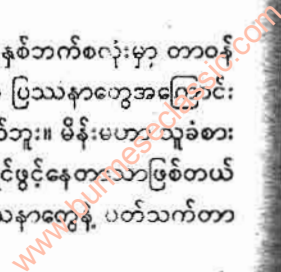 နှစ်ဘက်စလုံးမှာ တာဝန်
ပြဿနာတွေအကြောင်း
ဘူး။ မိန်းမဟာ သူခံစား
ဖွင့်နေတာသာဖြစ်တယ်
နာတွေနဲ့ ပတ်သက်တာ
www.burmeseclassic.com